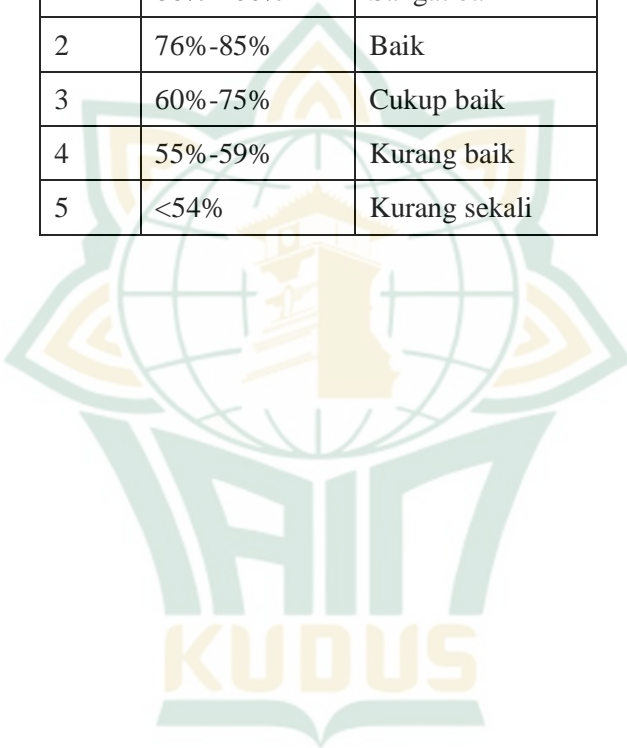 2 76%-85% Baik
3 60%-75% Cukup baik
4 55%-59% Kurang baik
5 <54% Kurang sekali
IAIN
KUDUS